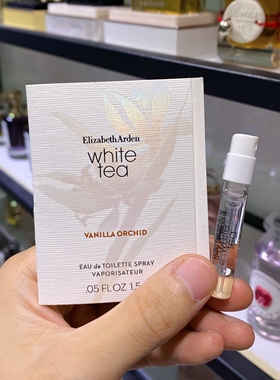 Elizabeth Arden
white
tea
VANILLA ORCHID
EAU de TOILETTE SPRAY
VAPORISATEUR
.05 FL OZ 1.5